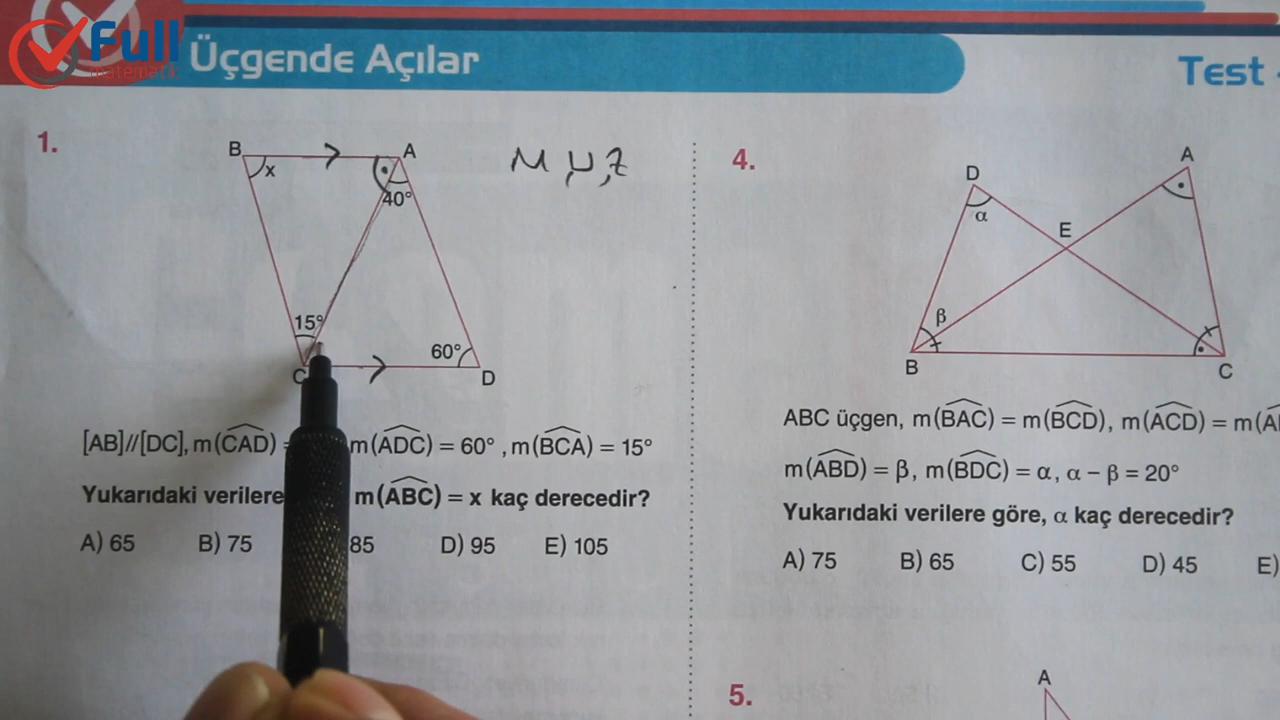 Full
matematik
Üçgende Açılar
Test
1.
B
A
x
40°
M, U, Z
15°
60°
C
D
[AB]//[DC], m(CAD) = m(ADC) = 60° , m(BCA) = 15°
Yukarıdaki verilere m(ABC) = x kaç derecedir?
A) 65 B) 75 85 D) 95 E) 105
4.
D
A
α
E
β
B
C
ABC üçgen, m(BAC) = m(BCD), m(ACD) = m(A
m(ABD) = β, m(BDC) = α, α – β = 20°
Yukarıdaki verilere göre, α kaç derecedir?
A) 75 B) 65 C) 55 D) 45 E)
5.
A